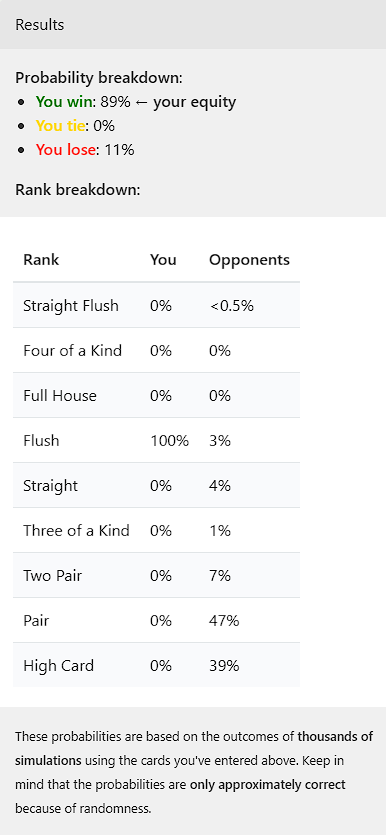 Results
Probability breakdown:
You win: 89% ← your equity
You tie: 0%
You lose: 11%
Rank breakdown:
Rank You Opponents
Straight Flush 0% <0.5%
Four of a Kind 0% 0%
Full House 0% 0%
Flush 100% 3%
Straight 0% 4%
Three of a Kind 0% 1%
Two Pair 0% 7%
Pair 0% 47%
High Card 0% 39%
These probabilities are based on the outcomes of thousands of
simulations using the cards you've entered above. Keep in
mind that the probabilities are only approximately correct
because of randomness.